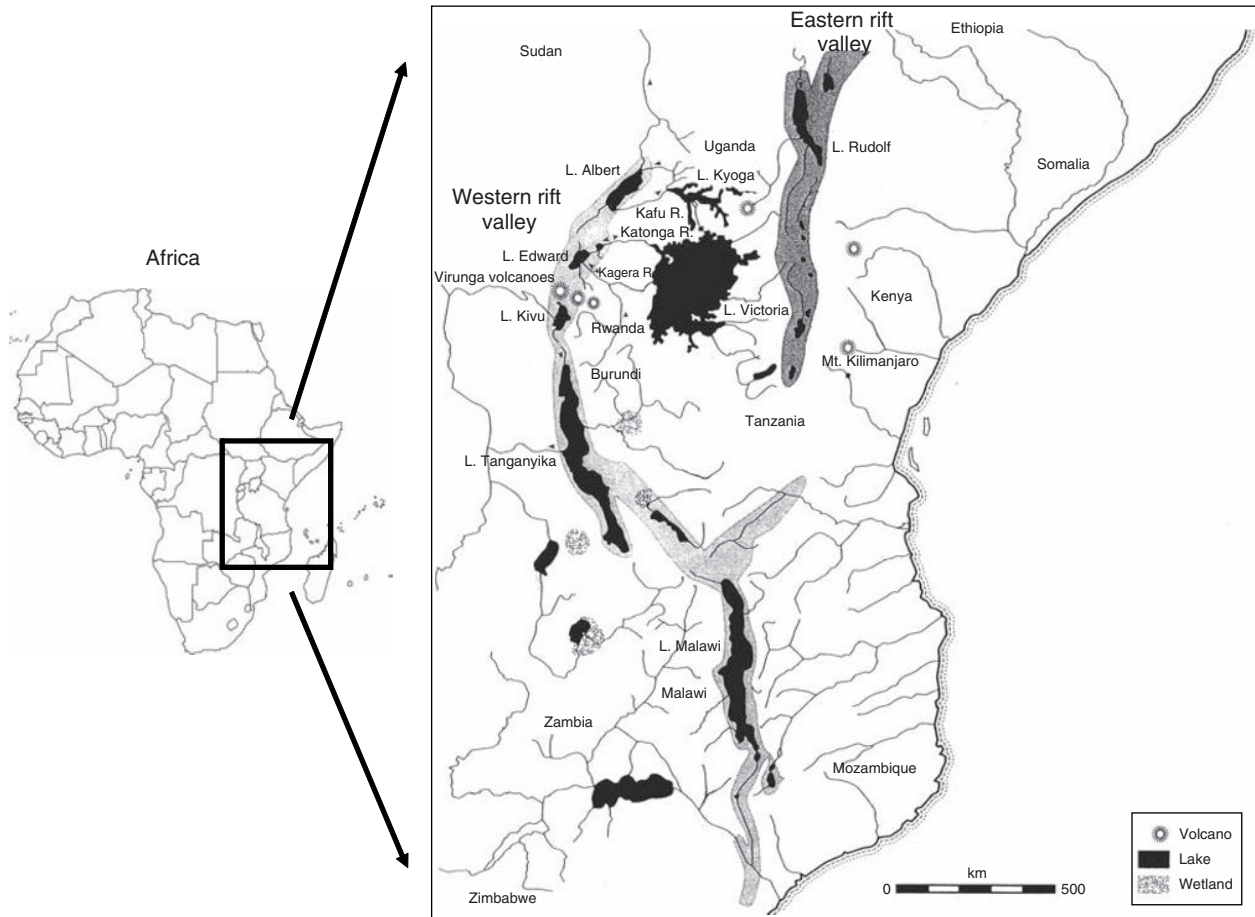 Africa
Eastern rift
valley
Ethiopia
Sudan
Uganda
L. Rudolf
L. Albert
L. Kyoga
Somalia
Western rift
valley
Kafu R.
Katonga R.
L. Edward
Kagera R
Virunga volcanoes
Kenya
L. Kivu
L. Victoria
Rwanda
Mt. Kilimanjaro
Burundi
Tanzania
L. Tanganyika
L. Malawi
Malawi
Zambia
Mozambique
Zimbabwe
km
0 500
Volcano
Lake
Wetland